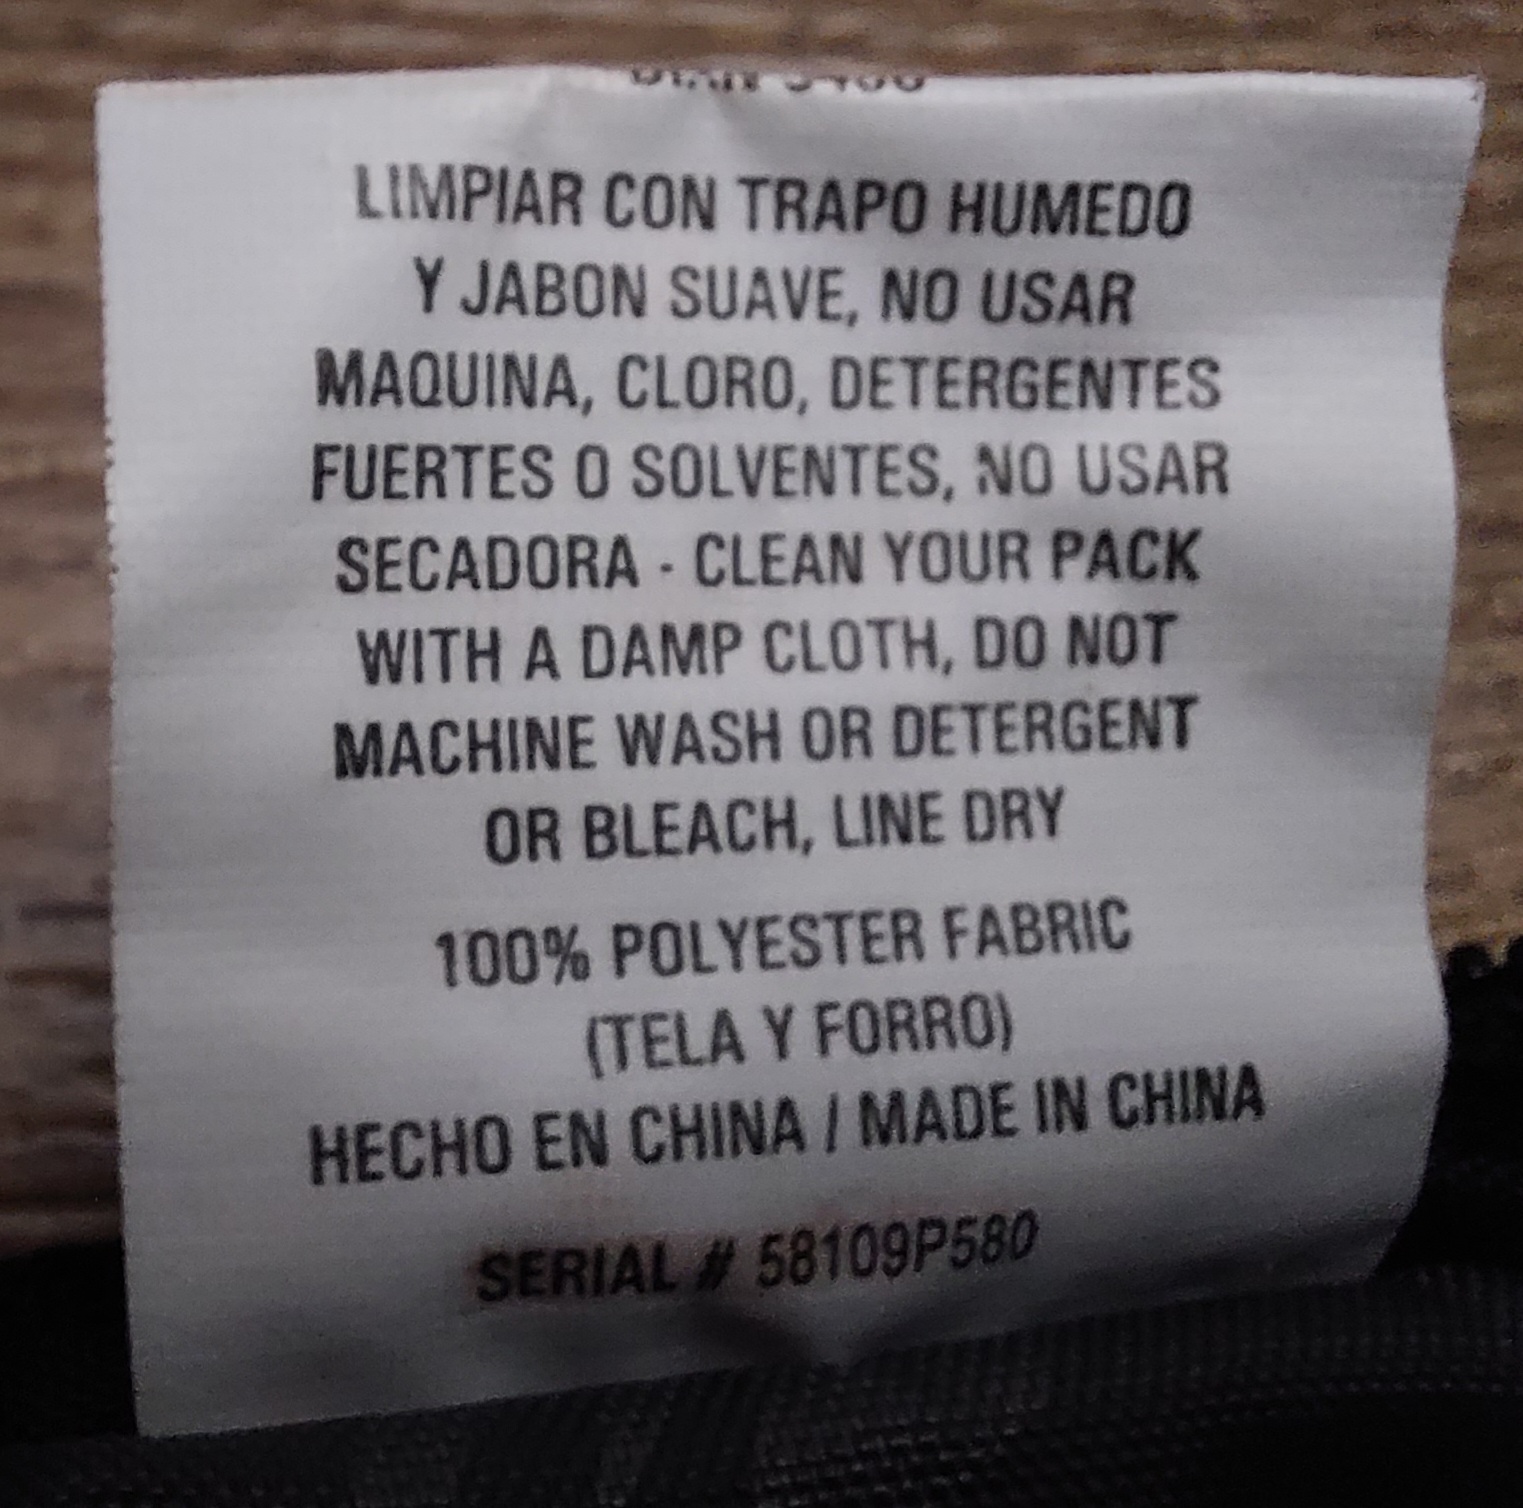 LIMPIAR CON TRAPO HUMEDO
Y JABON SUAVE, NO USAR
MAQUINA, CLORO, DETERGENTES
FUERTES O SOLVENTES, NO USAR
SECADORA - CLEAN YOUR PACK
WITH A DAMP CLOTH, DO NOT
MACHINE WASH OR DETERGENT
OR BLEACH, LINE DRY
100% POLYESTER FABRIC
(TELA Y FORRO)
HECHO EN CHINA / MADE IN CHINA
SERIAL # 58109P580